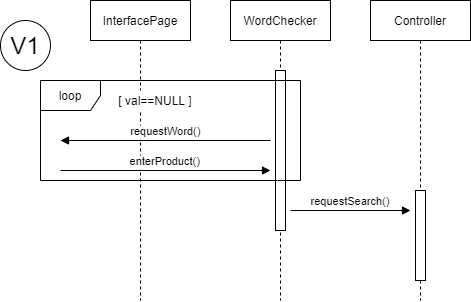 InterfacePage
WordChecker
Controller
V1
loop
[ val==NULL ]
requestWord()
enterProduct()
requestSearch()